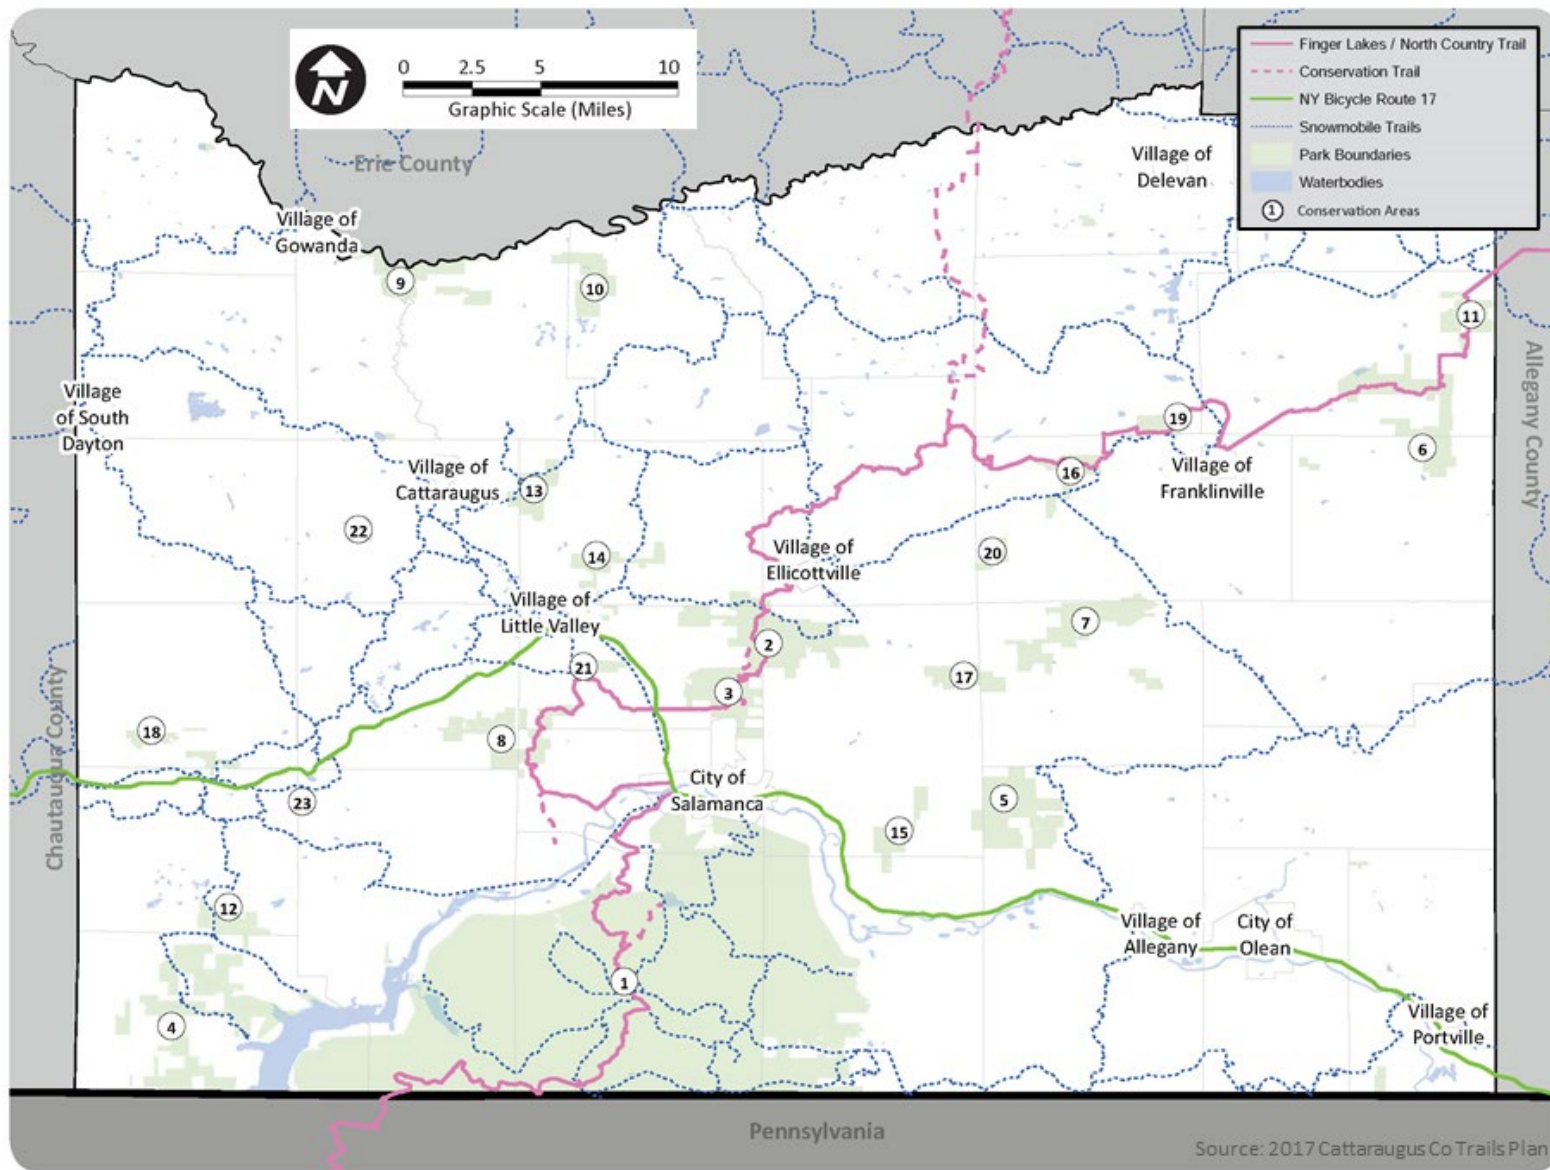 0 2.5 5 10
Graphic Scale (Miles)
N
Finger Lakes / North Country Trail
Conservation Trail
NY Bicycle Route 17
Snowmobile Trails
Park Boundaries
Waterbodies
1 Conservation Areas
Erie County
Village of
Delevan
Village of
Gowanda
9
10
11
Village
of South
Dayton
Allegany County
19
6
Village of
Cattaraugus
13
16
Village of
Franklinville
22
14
Village of
Ellicottville
20
Village of
Little Valley
7
2
21
17
3
18
8
Chautauqua County
City of
Salamanca
23
5
15
12
Village of
Allegany
City of
Olean
1
4
Village of
Portville
Pennsylvania
Source: 2017 Cattaraugus Co Trails Plan